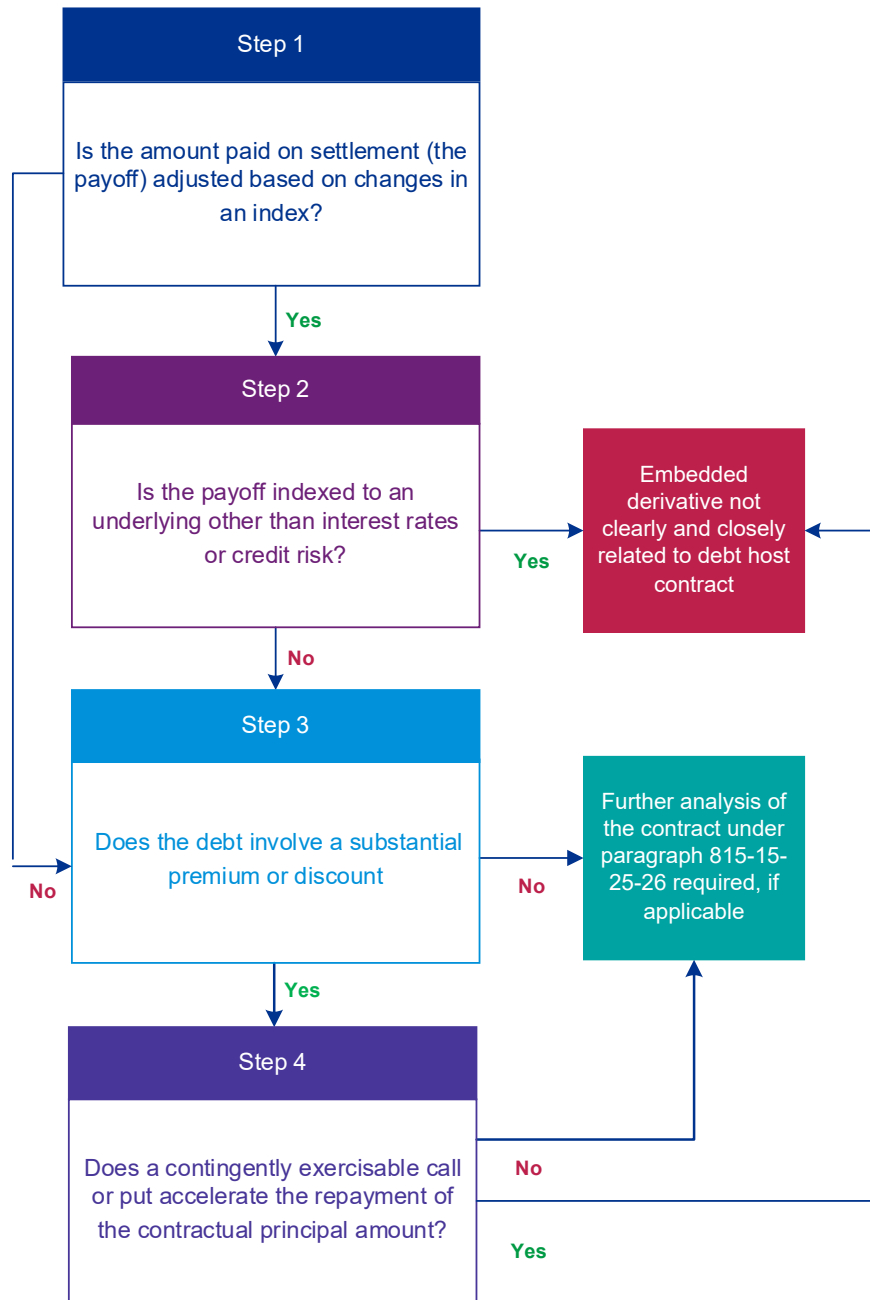 Step 1
Is the amount paid on settlement (the
payoff) adjusted based on changes in
an index?
Yes
Step 2
Is the payoff indexed to an
underlying other than interest rates
or credit risk?
Yes
Embedded
derivative not
clearly and closely
related to debt host
contract
No
Step 3
Does the debt involve a substantial
premium or discount
No
No
Further analysis of
the contract under
paragraph 815-15-
25-26 required, if
applicable
Yes
Step 4
Does a contingently exercisable call
or put accelerate the repayment of
the contractual principal amount?
No
Yes